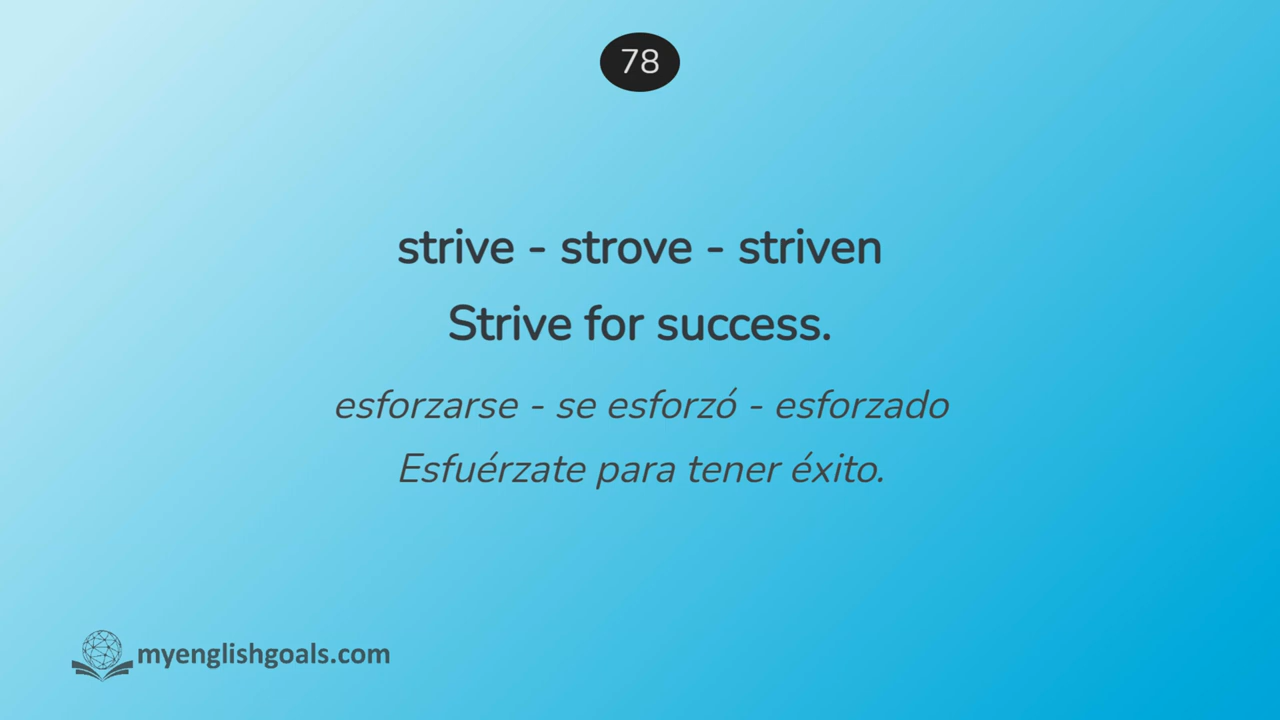 78
strive - strove - striven
Strive for success.
esforzarse - se esforzó - esforzado
Esfuérzate para tener éxito.
myenglishgoals.com